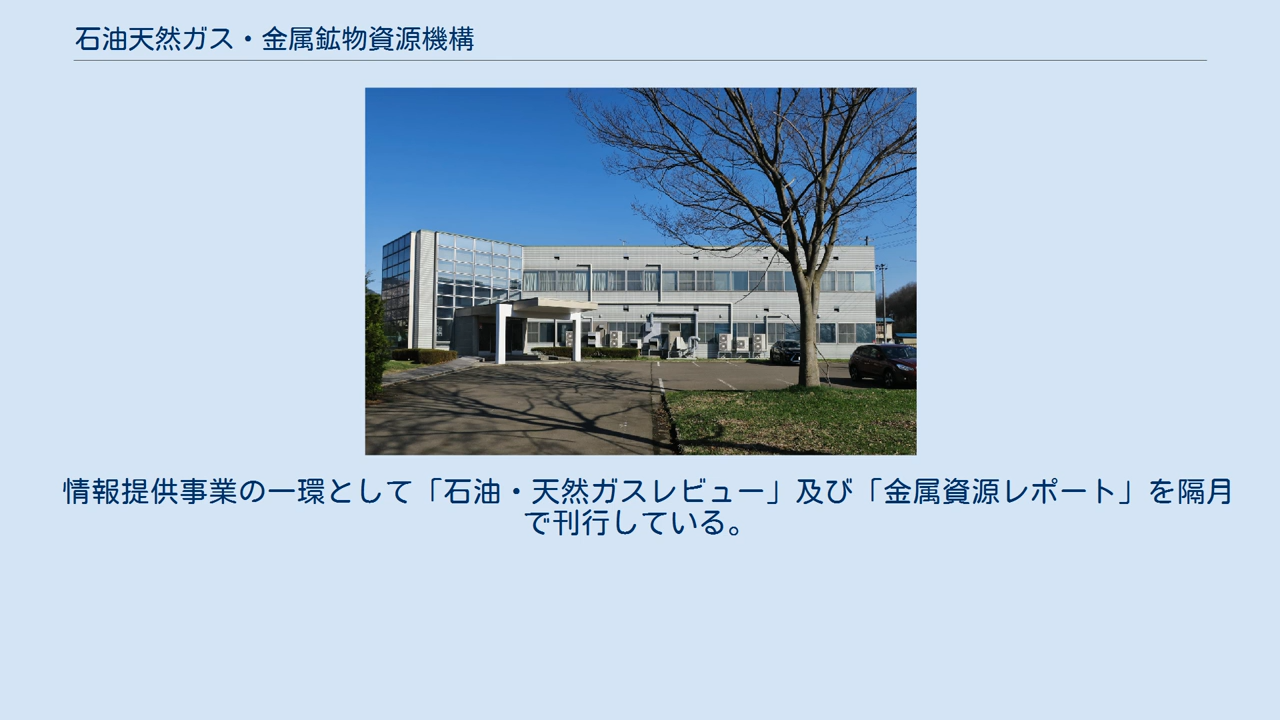 石油天然ガス・金属鉱物資源機構
情報提供事業の一環として「石油・天然ガスレビュー」及び「金属資源レポート」を隔月
で刊行している。